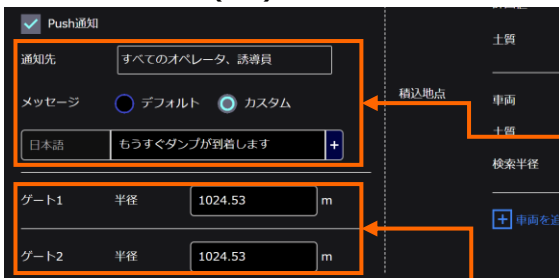 Push通知
通知先 すべてのオペレータ、誘導員
メッセージ デフォルト カスタム
日本語 もうすぐダンプが到着します +
ゲート1 半径 1024.53 m
ゲート2 半径 1024.53 m
土質
積込地点 車両
土質
検索半径
+ 車両を追